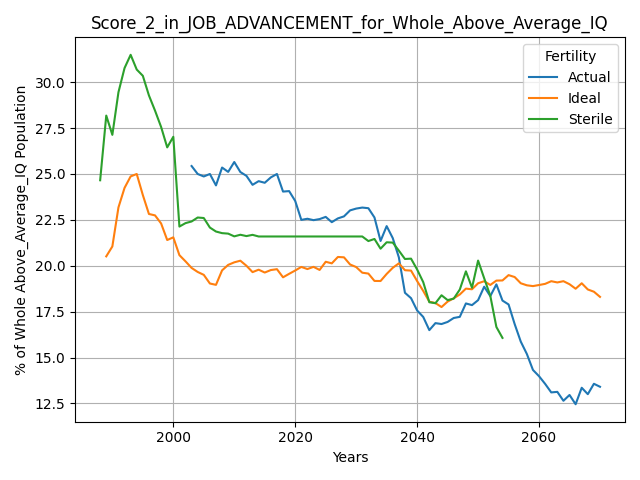 Score_2_in_JOB_ADVANCEMENT_for_Whole_Above_Average_IQ
Fertility
Actual
Ideal
Sterile
% of Whole Above_Average_IQ Population
30.0
27.5
25.0
22.5
20.0
17.5
15.0
12.5
2000 2020 2040 2060
Years